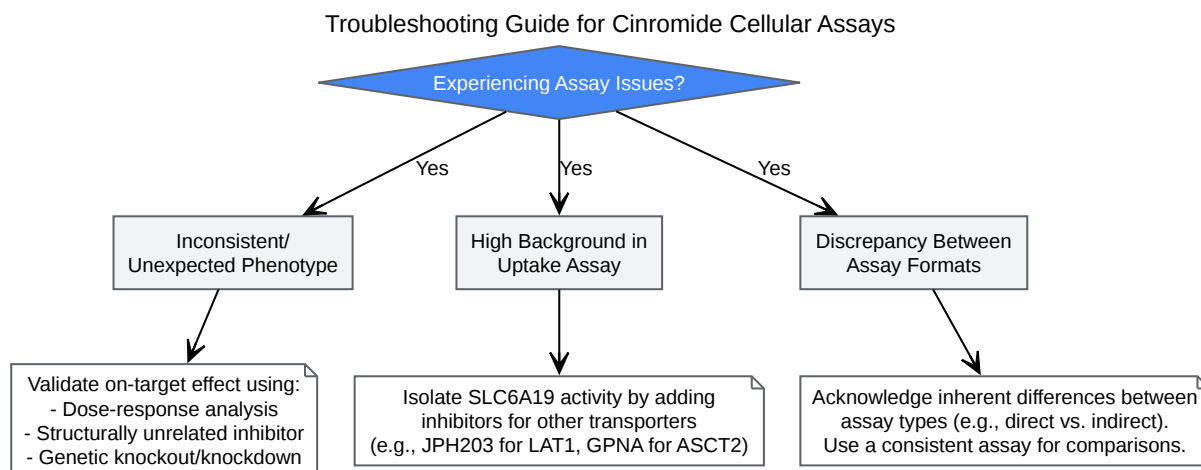 Troubleshooting Guide for Cinromide Cellular Assays
Experiencing Assay Issues?
Yes
Yes
Yes
Inconsistent/
Unexpected Phenotype
High Background in
Uptake Assay
Discrepancy Between
Assay Formats
Validate on-target effect using:
- Dose-response analysis
- Structurally unrelated inhibitor
- Genetic knockout/knockdown
Isolate SLC6A19 activity by adding
inhibitors for other transporters
(e.g., JPH203 for LAT1, GPNA for ASCT2)
Acknowledge inherent differences between
assay types (e.g., direct vs. indirect).
Use a consistent assay for comparisons.